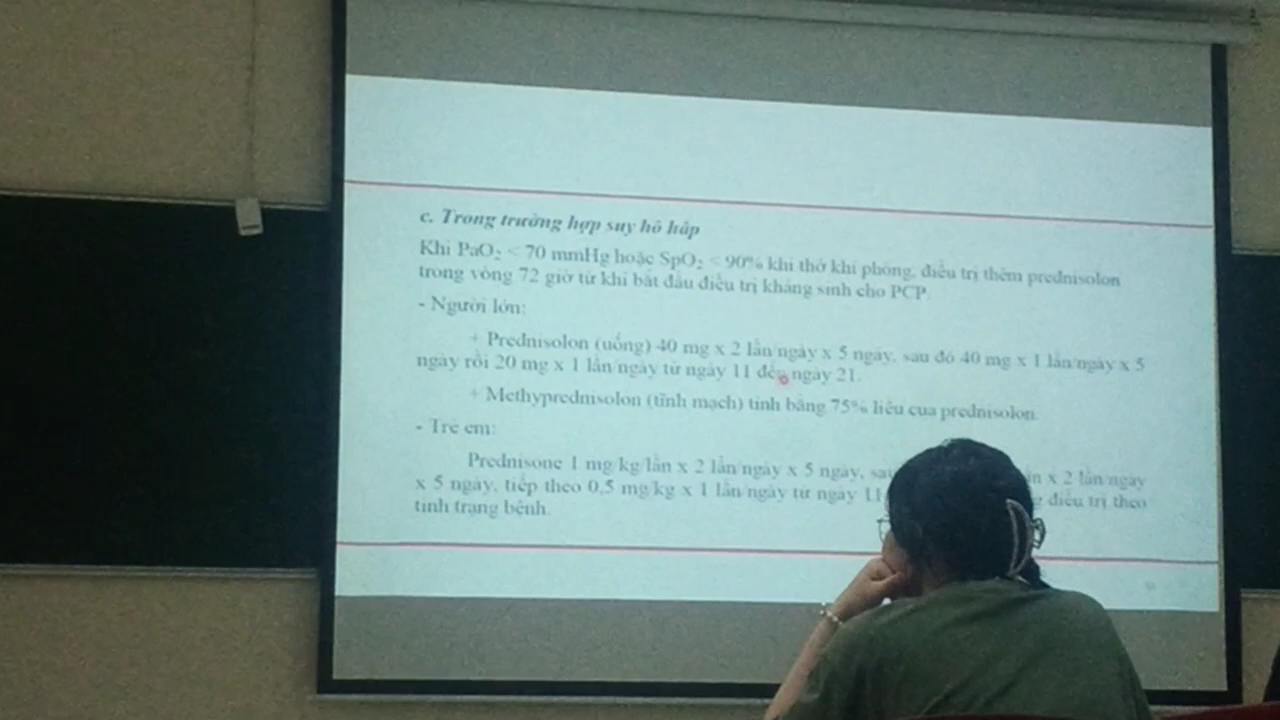 c. Trong trường hợp suy hô hấp
Khi PaO₂ < 70 mmHg hoặc SpO₂ < 90% khi thở khí phòng, điều trị thêm prednisolon
trong vòng 72 giờ từ khi bắt đầu điều trị kháng sinh cho PCP.
- Người lớn:
+ Prednisolon (uống) 40 mg x 2 lần/ngày x 5 ngày, sau đó 40 mg x 1 lần/ngày x 5
ngày rồi 20 mg x 1 lần/ngày từ ngày 11 đến ngày 21.
+ Methyprednisolon (tĩnh mạch) tính bằng 75% liều của prednisolon.
- Trẻ em:
Prednisone 1 mg/kg/lần x 2 lần/ngày x 5 ngày, x 2 lần/ngày
x 5 ngày, tiếp theo 0,5 mg/kg x 1 lần/ngày từ ngày 11 điều trị theo
tình trạng bệnh.